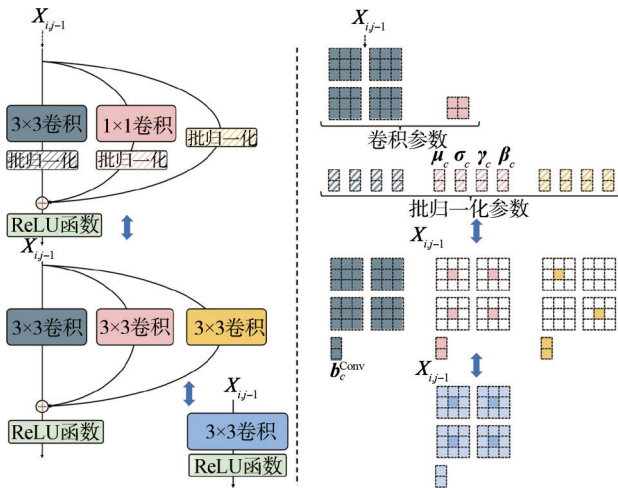 X_{i,j-1}
3×3卷积
1×1卷积
批归一化
批归一化
批归一化
ReLU函数
X_{i,j-1}
3×3卷积
3×3卷积
3×3卷积
ReLU函数
X_{i,j-1}
3×3卷积
ReLU函数
X_{i,j-1}
卷积参数
μ_c σ_c γ_c β_c
批归一化参数
X_{i,j-1}
b_c^{Conv}
X_{i,j-1}